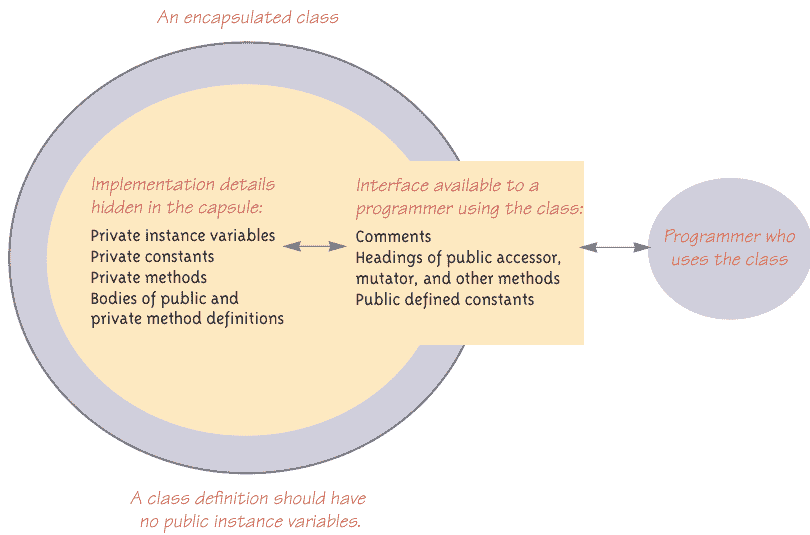 An encapsulated class
Implementation details
hidden in the capsule:
Private instance variables
Private constants
Private methods
Bodies of public and
private method definitions
Interface available to a
programmer using the class:
Comments
Headings of public accessor,
mutator, and other methods
Public defined constants
Programmer who
uses the class
A class definition should have
no public instance variables.